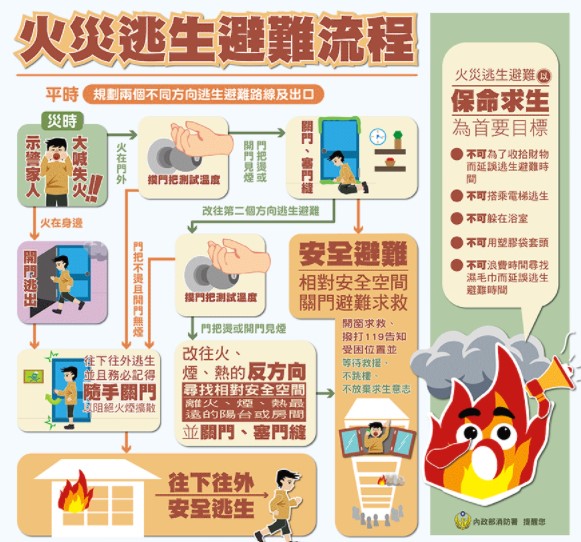 火災逃生避難流程
平時 規劃兩個不同方向逃生避難路線及出口
災時
大喊失火!!
示警家人
火在門外
摸門把測試溫度
門把燙或
開門見煙
關門、塞門縫
改往第二個方向逃生避難
火在身邊
開門逃出
門把不燙且開門無煙
摸門把測試溫度
門把燙或開門見煙
安全避難
相對安全空間
關門避難求救
開窗求救、
撥打119告知
受困位置並
等待救援，
不跳樓、
不放棄求生意志
往下往外逃生
並且務必記得
隨手關門
以阻絕火煙擴散
改往火、
煙、熱的反方向
尋找相對安全空間
離火、煙、熱最
遠的陽台或房間
並關門、塞門縫
往下往外
安全逃生
火災逃生避難 以
保命求生
為首要目標
不可為了收拾財物
而延誤逃生避難時
間
不可搭乘電梯逃生
不可躲在浴室
不可用塑膠袋套頭
不可浪費時間尋找
濕毛巾而延誤逃生
避難時間
內政部消防署 提醒您